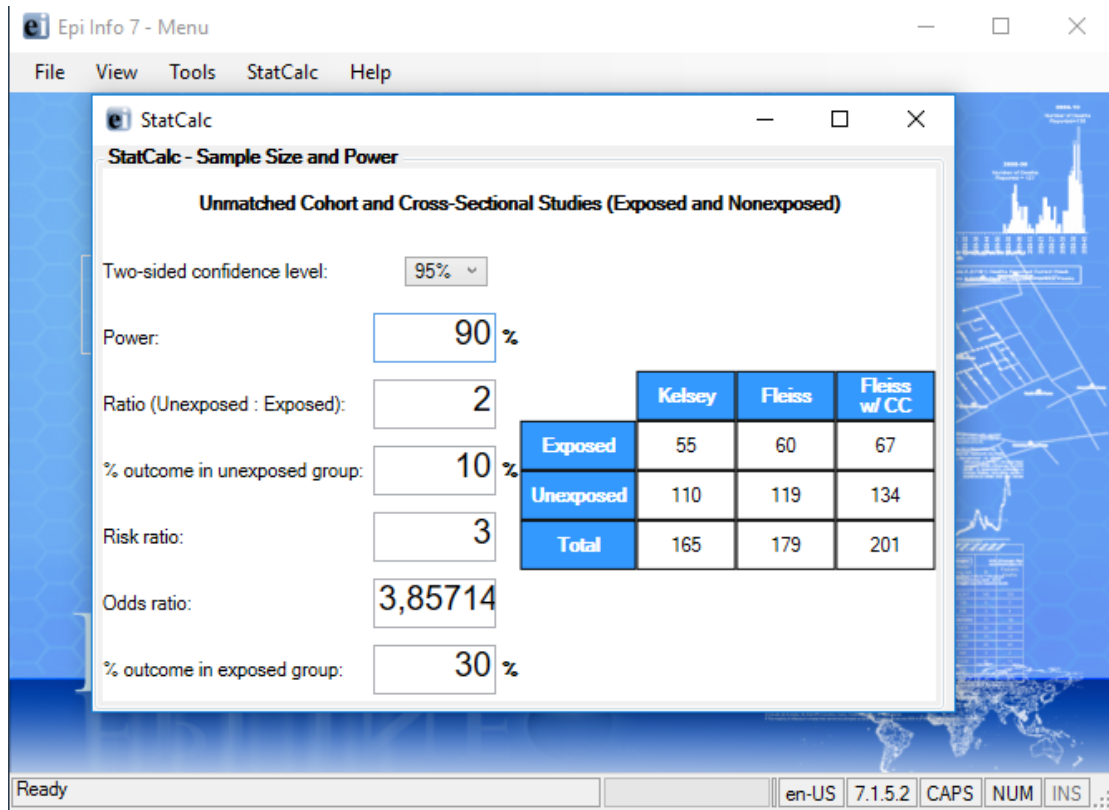 ei Epi Info 7 - Menu
File View Tools StatCalc Help
ei StatCalc
StatCalc - Sample Size and Power
Unmatched Cohort and Cross-Sectional Studies (Exposed and Nonexposed)
Two-sided confidence level: 95%
Power: 90 %
Ratio (Unexposed : Exposed): 2
% outcome in unexposed group: 10 %
Risk ratio: 3
Odds ratio: 3,85714
% outcome in exposed group: 30 %
Kelsey Fleiss Fleiss w/ CC
Exposed 55 60 67
Unexposed 110 119 134
Total 165 179 201
Ready en-US 7.1.5.2 CAPS NUM INS